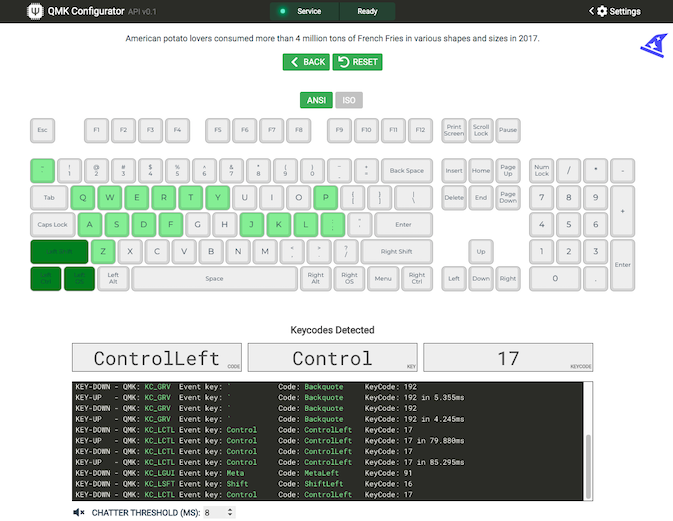 QMK Configurator API v0.1
Service
Ready
Settings
American potato lovers consumed more than 4 million tons of French Fries in various shapes and sizes in 2017.
BACK
RESET
ANSI
ISO
Esc F1 F2 F3 F4 F5 F6 F7 F8 F9 F10 F11 F12 Print Screen Scroll Lock Pause
~ ` ! 1 @ 2 # 3 $ 4 % 5 ^ 6 & 7 * 8 ( 9 ) 0 _ - + = Back Space Insert Home Page Up Num Lock / * -
Tab Q W E R T Y U I O P { [ } ] | \ Delete End Page Down 7 8 9 +
Caps Lock A S D F G H J K L : ; " ' Enter 4 5 6
Left Shift Z X C V B N M < , > . ? / Right Shift Up 1 2 3 Enter
Left Ctrl Left OS Left Alt Space Right Alt Right OS Menu Right Ctrl Left Down Right 0 .
Keycodes Detected
ControlLeft CODE
Control KEY
17 KEYCODE
KEY-DOWN - QMK: KC_GRV Event key: ` Code: Backquote KeyCode: 192
KEY-UP - QMK: KC_GRV Event key: ` Code: Backquote KeyCode: 192 in 5.355ms
KEY-DOWN - QMK: KC_GRV Event key: ` Code: Backquote KeyCode: 192
KEY-UP - QMK: KC_GRV Event key: ` Code: Backquote KeyCode: 192 in 4.245ms
KEY-DOWN - QMK: KC_LCTL Event key: Control Code: ControlLeft KeyCode: 17
KEY-UP - QMK: KC_LCTL Event key: Control Code: ControlLeft KeyCode: 17 in 79.880ms
KEY-DOWN - QMK: KC_LCTL Event key: Control Code: ControlLeft KeyCode: 17
KEY-UP - QMK: KC_LCTL Event key: Control Code: ControlLeft KeyCode: 17 in 85.295ms
KEY-DOWN - QMK: KC_LGUI Event key: Meta Code: MetaLeft KeyCode: 91
KEY-DOWN - QMK: KC_LSFT Event key: Shift Code: ShiftLeft KeyCode: 16
KEY-DOWN - QMK: KC_LCTL Event key: Control Code: ControlLeft KeyCode: 17
CHATTER THRESHOLD (MS): 8